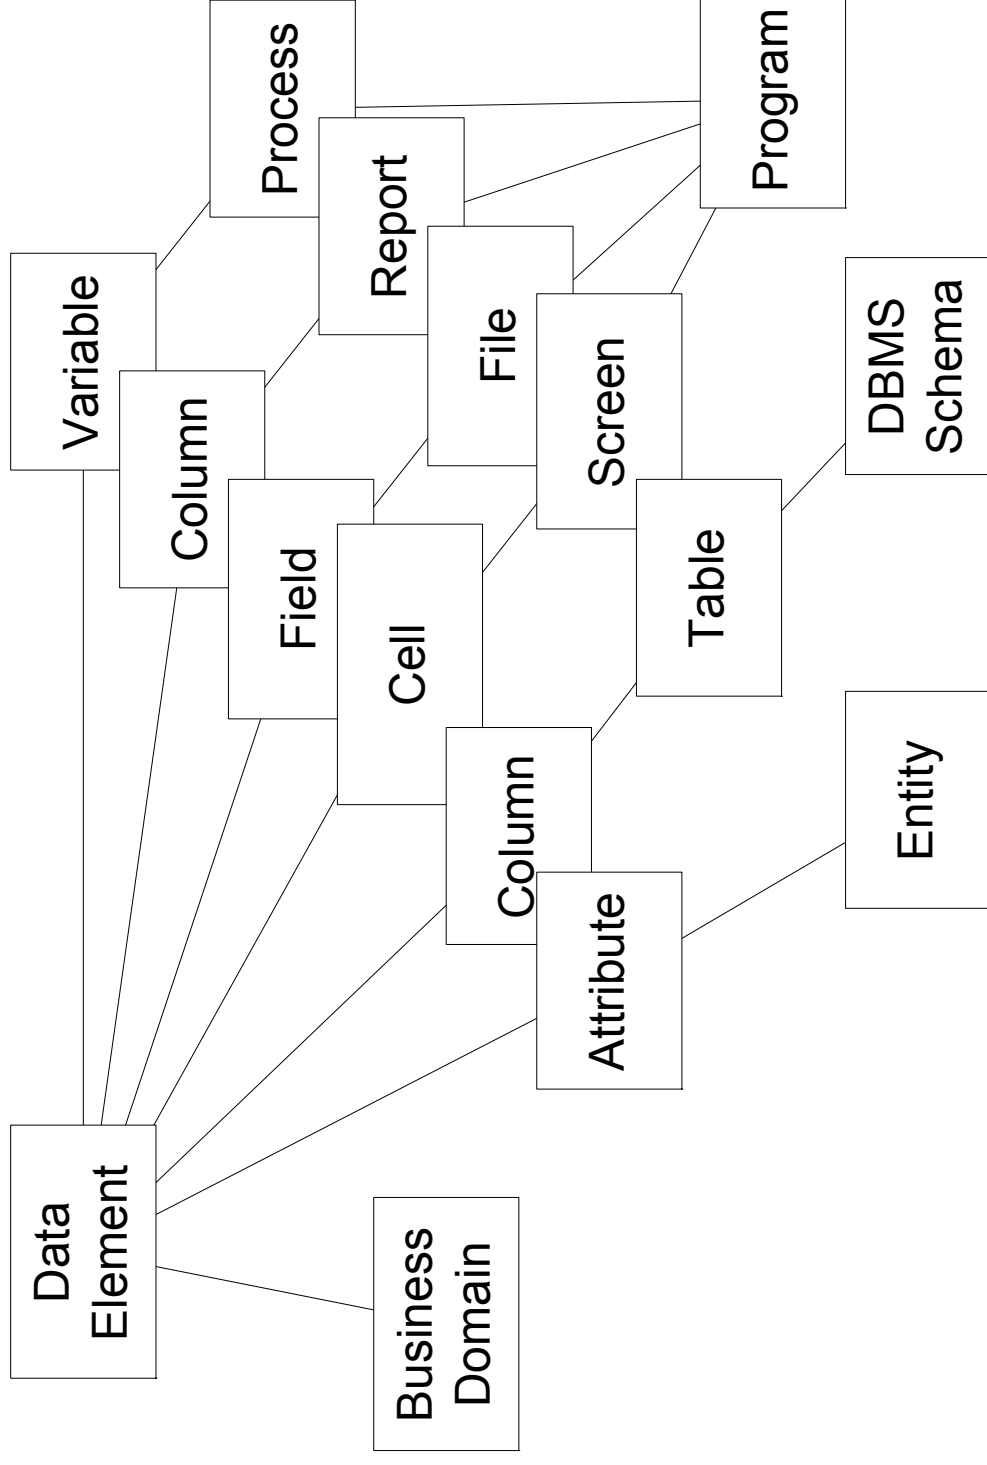 Data
Element
Variable
Column
Process
Field
Report
Cell
Business
Domain
File
Column
Attribute
Screen
Table
Program
Entity
DBMS
Schema